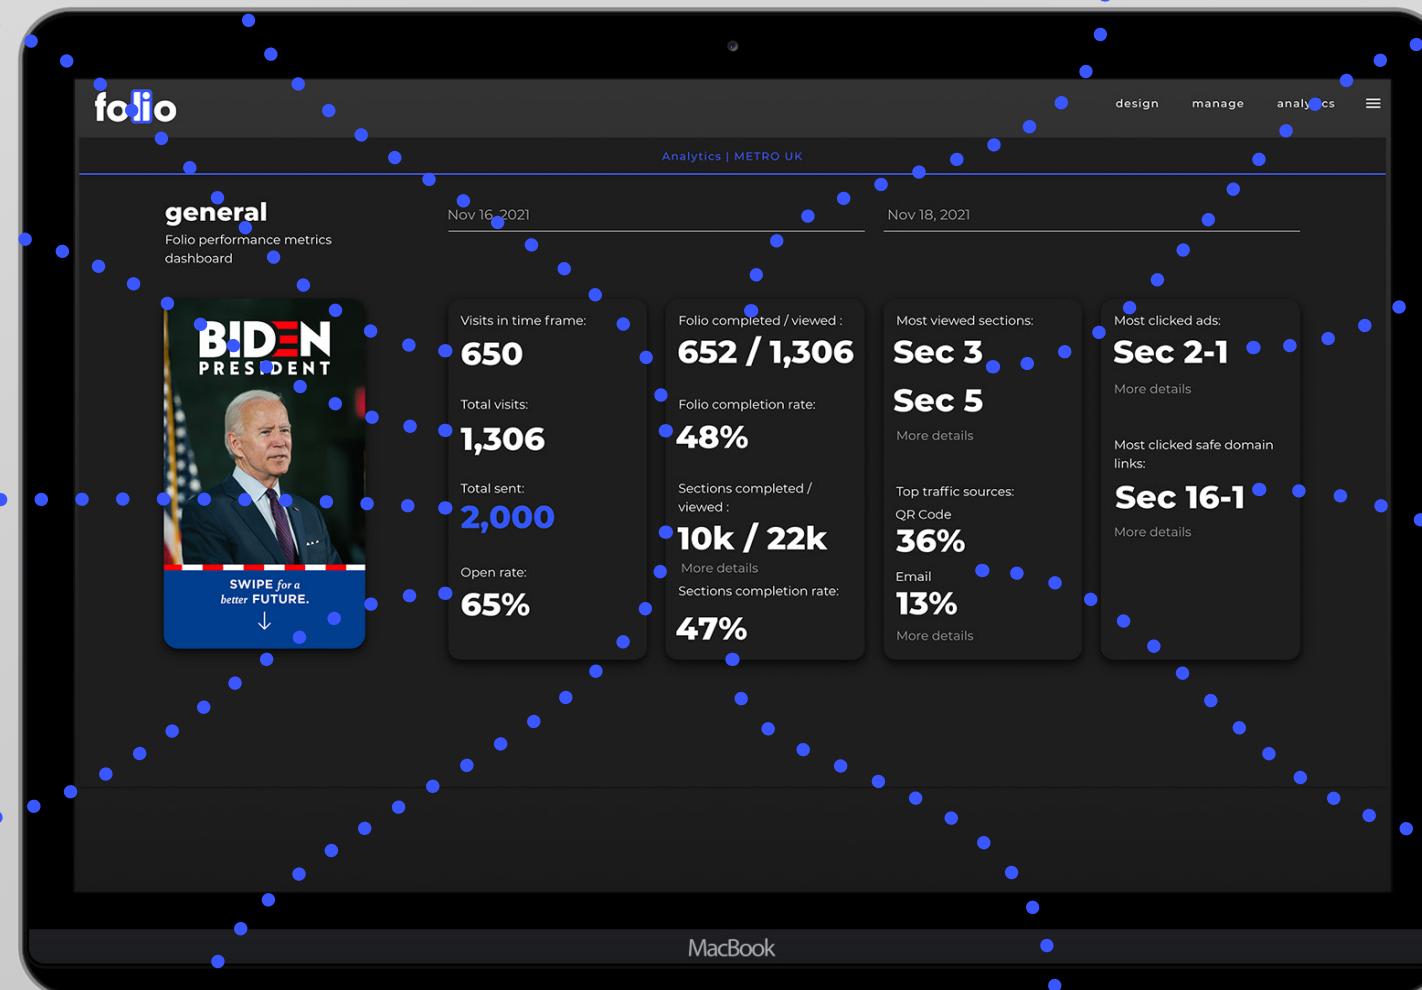 folio
design manage analytics
Analytics | METRO UK
general
Folio performance metrics
dashboard
Nov 16, 2021
Nov 18, 2021
BIDEN
PRESIDENT
SWIPE for a
better FUTURE.
Visits in time frame:
650
Total visits:
1,306
Total sent:
2,000
Open rate:
65%
Folio completed / viewed :
652 / 1,306
Folio completion rate:
48%
Sections completed /
viewed :
10k / 22k
More details
Sections completion rate:
47%
Most viewed sections:
Sec 3
Sec 5
More details
Top traffic sources:
QR Code
36%
Email
13%
More details
Most clicked ads:
Sec 2-1
More details
Most clicked safe domain
links:
Sec 16-1
More details
MacBook